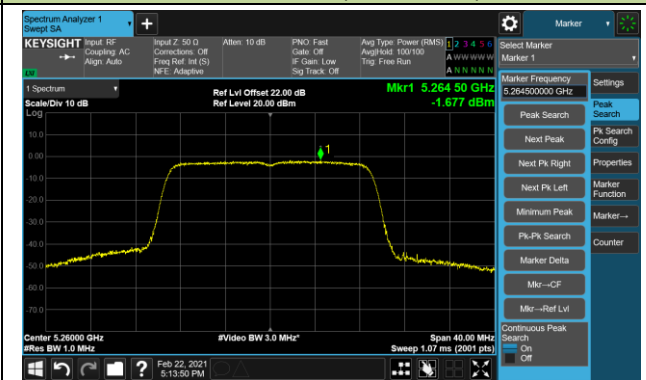 Spectrum Analyzer 1
Swept SA
+
Marker
KEYSIGHT
Input: RF
Coupling: AC
Align: Auto
Input Z: 50 Ω
Corrections: Off
Freq Ref: Int (S)
NFE: Adaptive
Atten: 10 dB
PNO: Fast
Gate: Off
IF Gain: Low
Sig Track: Off
Avg Type: Power (RMS)
Avg|Hold: 100/100
Trig: Free Run
1 2 3 4 5 6
A W W W W W
A N N N N N
Select Marker
Marker 1
1 Spectrum
Scale/Div 10 dB
Log
Ref Lvl Offset 22.00 dB
Ref Level 20.00 dBm
Mkr1 5.264 50 GHz
-1.677 dBm
10.0
0.00
-10.0
-20.0
-30.0
-40.0
-50.0
-60.0
-70.0
1
Center 5.26000 GHz
#Res BW 1.0 MHz
#Video BW 3.0 MHz*
Span 40.00 MHz
Sweep 1.07 ms (2001 pts)
Marker Frequency
5.264500000 GHz
Peak Search
Next Peak
Next Pk Right
Next Pk Left
Minimum Peak
Pk-Pk Search
Marker Delta
Mkr→CF
Mkr→Ref Lvl
Continuous Peak
Search
On
Off
Settings
Peak
Search
Pk Search
Config
Properties
Marker
Function
Marker→
Counter
?
Feb 22, 2021
5:13:50 PM